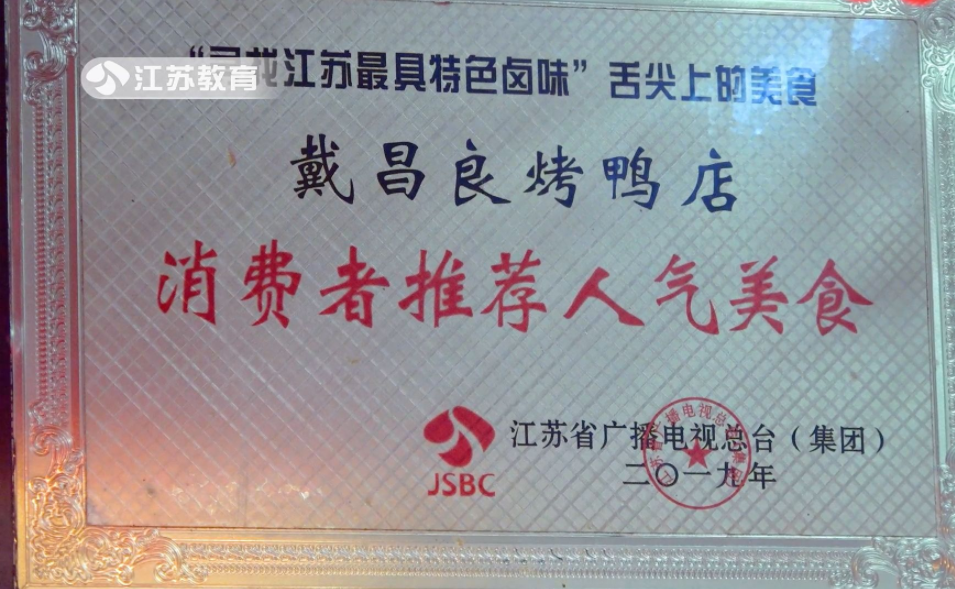 江苏教育
江苏最具特色卤味”舌尖上的美食
戴昌良烤鸭店
消费者推荐人气美食
JSBC
江苏省广播电视总台（集团）
二〇一九年